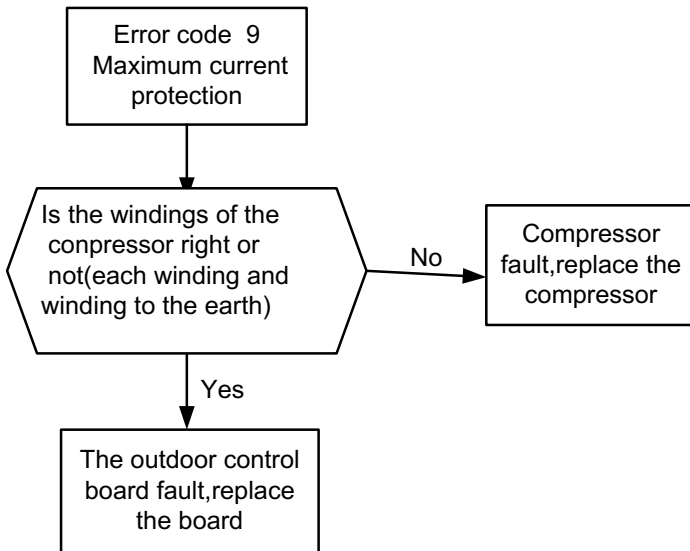 Error code 9
Maximum current
protection
Is the windings of the
conpressor right or
not(each winding and
winding to the earth)
No
Compressor
fault,replace the
compressor
Yes
The outdoor control
board fault,replace
the board